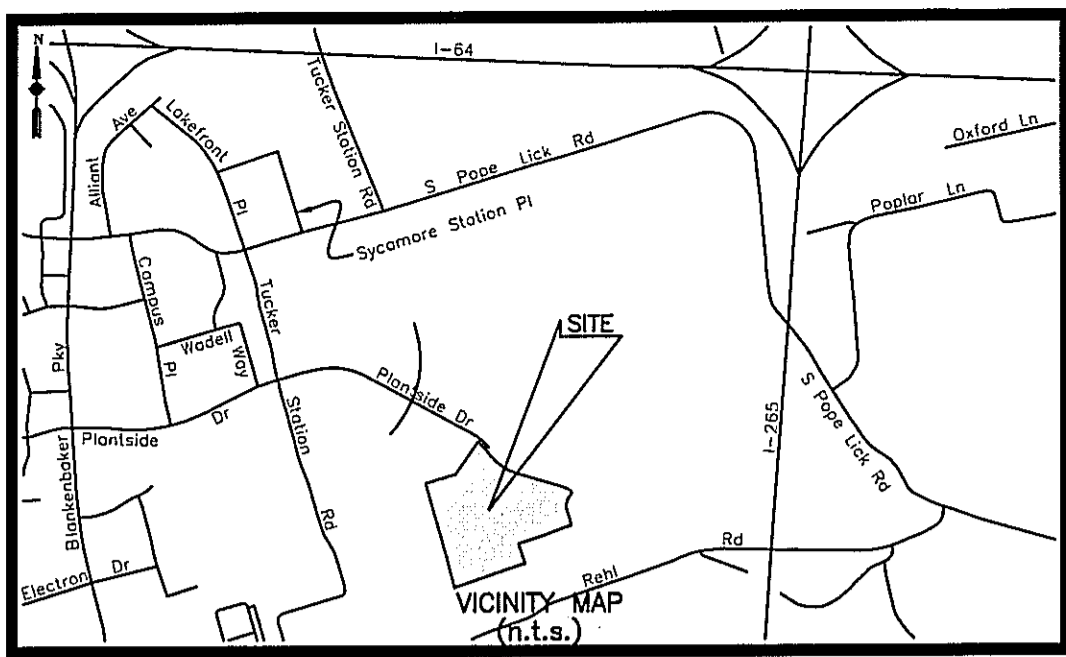 N
I-64
Tucker Station Rd
Alliant Ave
Lakefront Pl
S Pope Lick Rd
Oxford Ln
Poplar Ln
Sycamore Station Pl
Campus Pl
Tucker Station Rd
Wadell Way
SITE
Plantside Dr
Blankenbaker Pky
Plantside Dr
I-265
S Pope Lick Rd
Electron Dr
Rehl Rd
VICINITY MAP
(n.t.s.)